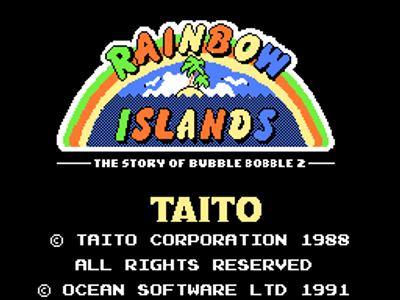 RAINBOW
ISLANDS
THE STORY OF BUBBLE BOBBLE 2
TAITO
© TAITO CORPORATION 1988
ALL RIGHTS RESERVED
© OCEAN SOFTWARE LTD 1991